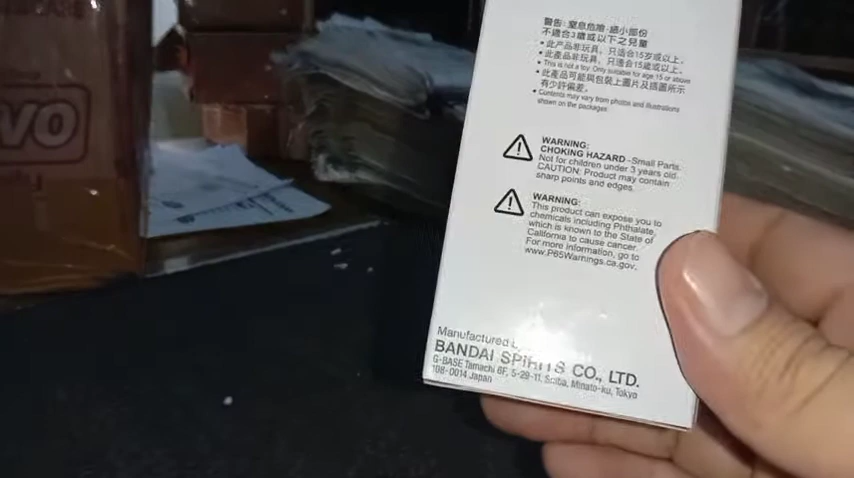 VO
警告：窒息危險-細小部份
不適合3歲或以下之兒童
• 此产品非玩具，只适合15岁或以上。
• 此產品非玩具，只適合15歲或以上。
• This is not a toy. Only suitable for age 15 or above
• 此產品可能與包裝上圖片及插圖所示
有少許偏差。
• Contents may vary from photos and illustrations
shown on the packages.
WARNING:
CHOKING HAZARD -Small Parts.
Not for children under 3 years old.
CAUTION: Product may contain
sharp points and edges.
WARNING:
This product can expose you to
chemicals including Phthalate,
which is known to the State of
California to cause cancer.
For more information, go to
www.P65Warnings.ca.gov.
Manufactured by
BANDAI SPIRITS CO., LTD.
G-BASE Tamachi 6F, 5-29-11, Shiba, Minato-ku, Tokyo
108-0014 Japan